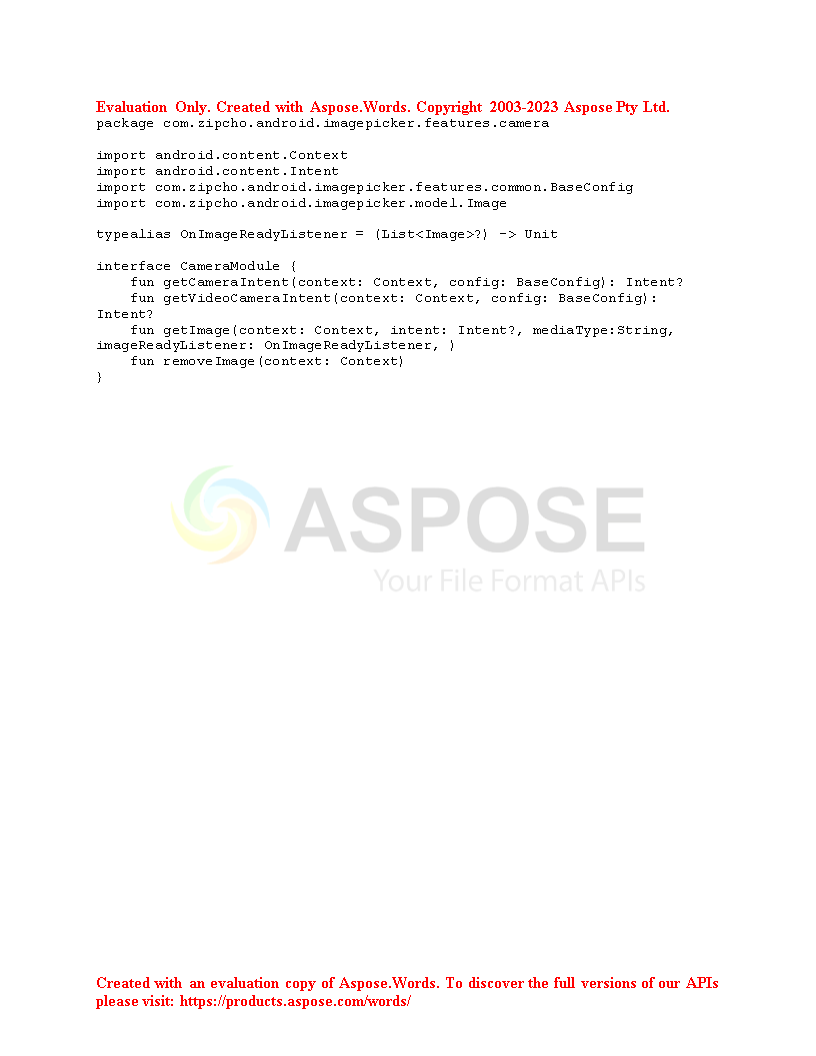 Evaluation Only. Created with Aspose.Words. Copyright 2003-2023 Aspose Pty Ltd.
package com.zipcho.android.imagepicker.features.camera
import android.content.Context
import android.content.Intent
import com.zipcho.android.imagepicker.features.common.BaseConfig
import com.zipcho.android.imagepicker.model.Image
typealias OnImageReadyListener = (List<Image>?) -> Unit
interface CameraModule {
    fun getCameraIntent(context: Context, config: BaseConfig): Intent?
    fun getVideoCameraIntent(context: Context, config: BaseConfig):
Intent?
    fun getImage(context: Context, intent: Intent?, mediaType:String,
imageReadyListener: OnImageReadyListener, )
    fun removeImage(context: Context)
}
ASPOSE
Your File Format APIs
Created with an evaluation copy of Aspose.Words. To discover the full versions of our APIs
please visit: https://products.aspose.com/words/